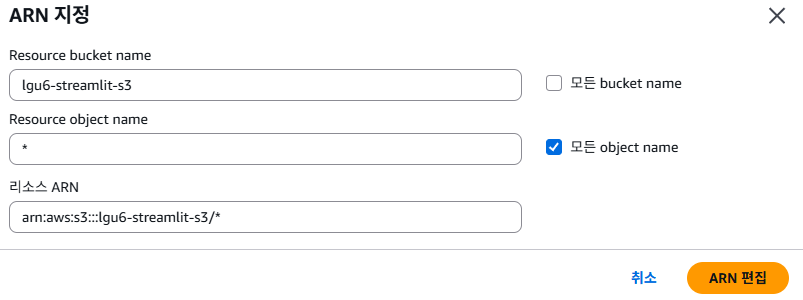 ARN 지정
Resource bucket name
lgu6-streamlit-s3
모든 bucket name
Resource object name
*
모든 object name
리소스 ARN
arn:aws:s3:::lgu6-streamlit-s3/*
취소
ARN 편집